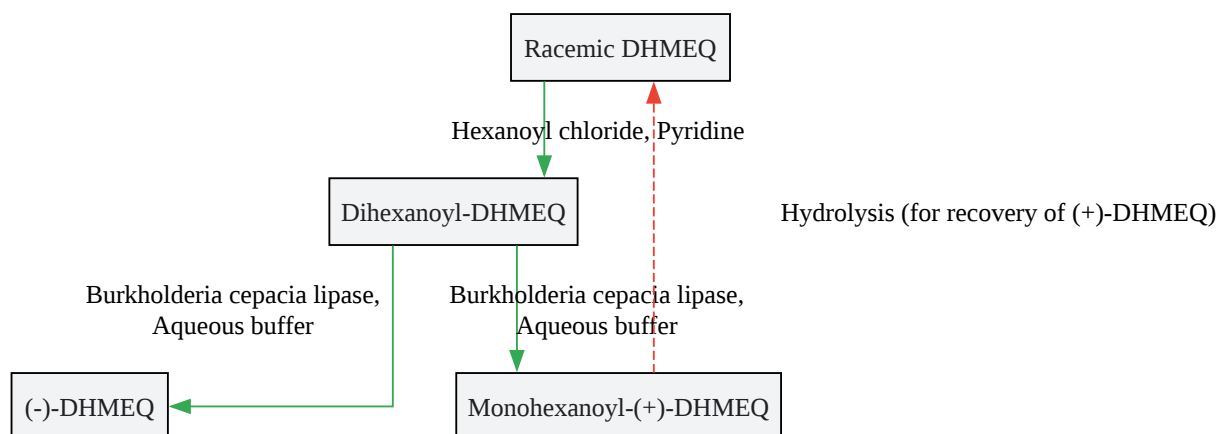 Racemic DHMEQ
Hexanoyl chloride, Pyridine
Dihexanoyl-DHMEQ
Hydrolysis (for recovery of (+)-DHMEQ)
Burkholderia cepacia lipase,
Aqueous buffer
Burkholderia cepacia lipase,
Aqueous buffer
(-)-DHMEQ
Monohexanoyl-(+)-DHMEQ